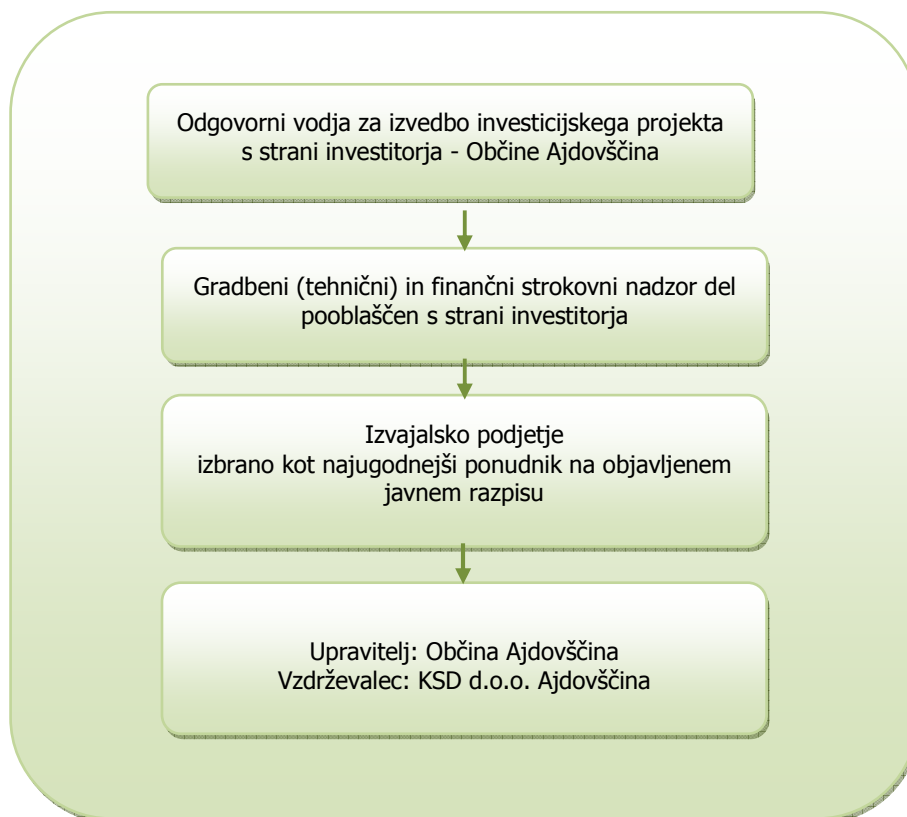 Odgovorni vodja za izvedbo investicijskega projekta
s strani investitorja - Občine Ajdovščina
Gradbeni (tehnični) in finančni strokovni nadzor del
pooblaščen s strani investitorja
Izvajalsko podjetje
izbrano kot najugodnejši ponudnik na objavljenem
javnem razpisu
Upravitelj: Občina Ajdovščina
Vzdrževalec: KSD d.o.o. Ajdovščina